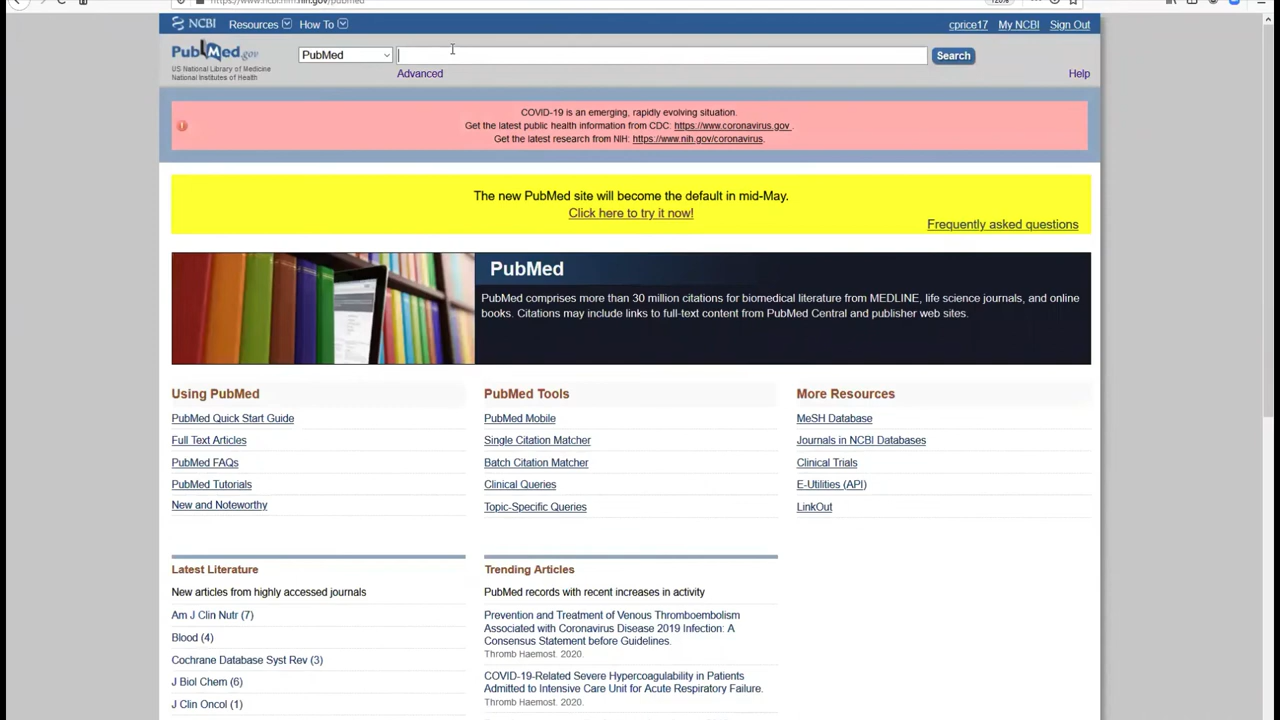 https://www.ncbi.nlm.nih.gov/pubmed
120%
NCBI Resources How To cprice17 My NCBI Sign Out
PubMed.gov
US National Library of Medicine
National Institutes of Health
PubMed
Search
Advanced
Help
COVID-19 is an emerging, rapidly evolving situation.
Get the latest public health information from CDC: https://www.coronavirus.gov .
Get the latest research from NIH: https://www.nih.gov/coronavirus.
The new PubMed site will become the default in mid-May.
Click here to try it now!
Frequently asked questions
PubMed
PubMed comprises more than 30 million citations for biomedical literature from MEDLINE, life science journals, and online
books. Citations may include links to full-text content from PubMed Central and publisher web sites.
Using PubMed
PubMed Quick Start Guide
Full Text Articles
PubMed FAQs
PubMed Tutorials
New and Noteworthy
PubMed Tools
PubMed Mobile
Single Citation Matcher
Batch Citation Matcher
Clinical Queries
Topic-Specific Queries
More Resources
MeSH Database
Journals in NCBI Databases
Clinical Trials
E-Utilities (API)
LinkOut
Latest Literature
New articles from highly accessed journals
Am J Clin Nutr (7)
Blood (4)
Cochrane Database Syst Rev (3)
J Biol Chem (6)
J Clin Oncol (1)
Trending Articles
PubMed records with recent increases in activity
Prevention and Treatment of Venous Thromboembolism
Associated with Coronavirus Disease 2019 Infection: A
Consensus Statement before Guidelines.
Thromb Haemost. 2020.
COVID-19-Related Severe Hypercoagulability in Patients
Admitted to Intensive Care Unit for Acute Respiratory Failure.
Thromb Haemost. 2020.